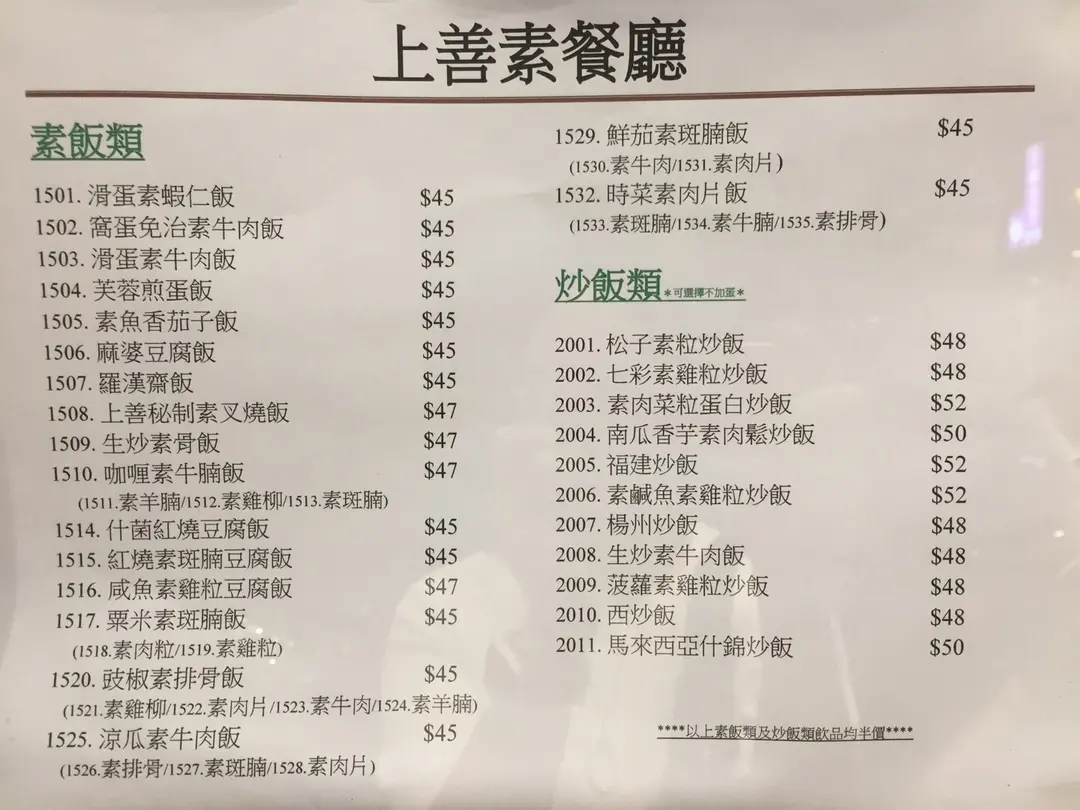 上善素餐廳
素飯類
1501. 滑蛋素蝦仁飯 $45
1502. 窩蛋免治素牛肉飯 $45
1503. 滑蛋素牛肉飯 $45
1504. 芙蓉煎蛋飯 $45
1505. 素魚香茄子飯 $45
1506. 麻婆豆腐飯 $45
1507. 羅漢齋飯 $45
1508. 上善秘制素叉燒飯 $47
1509. 生炒素骨飯 $47
1510. 咖喱素牛腩飯 $47
(1511.素羊腩/1512.素雞柳/1513.素斑腩)
1514. 什菌紅燒豆腐飯 $45
1515. 紅燒素斑腩豆腐飯 $45
1516. 咸魚素雞粒豆腐飯 $47
1517. 粟米素斑腩飯 $45
(1518.素肉粒/1519.素雞粒)
1520. 豉椒素排骨飯 $45
(1521.素雞柳/1522.素肉片/1523.素牛肉/1524.素羊腩)
1525. 涼瓜素牛肉飯 $45
(1526.素排骨/1527.素斑腩/1528.素肉片)
1529. 鮮茄素斑腩飯 $45
(1530.素牛肉/1531.素肉片)
1532. 時菜素肉片飯 $45
(1533.素斑腩/1534.素牛腩/1535.素排骨)
炒飯類 *可選擇不加蛋*
2001. 松子素粒炒飯 $48
2002. 七彩素雞粒炒飯 $48
2003. 素肉菜粒蛋白炒飯 $52
2004. 南瓜香芋素肉鬆炒飯 $50
2005. 福建炒飯 $52
2006. 素鹹魚素雞粒炒飯 $52
2007. 楊州炒飯 $48
2008. 生炒素牛肉飯 $48
2009. 菠蘿素雞粒炒飯 $48
2010. 西炒飯 $48
2011. 馬來西亞什錦炒飯 $50
****以上素飯類及炒飯類飲品均半價****